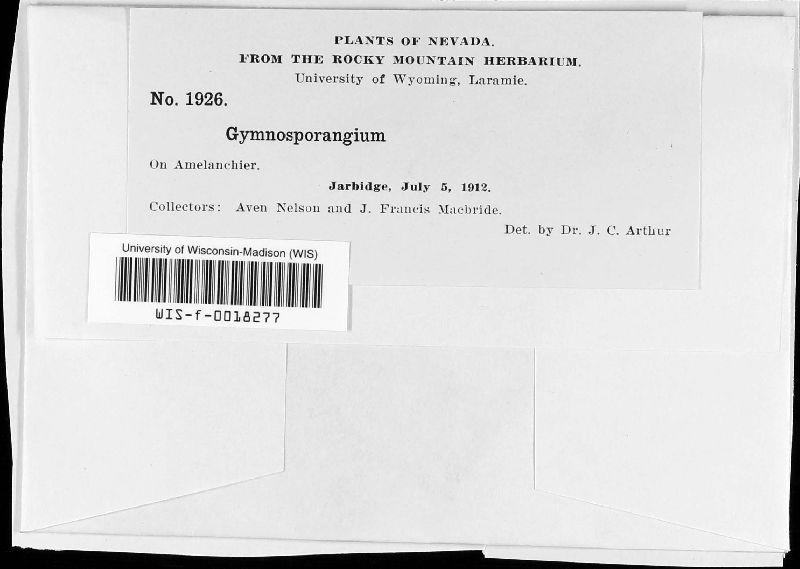 PLANTS OF NEVADA.
FROM THE ROCKY MOUNTAIN HERBARIUM.
University of Wyoming, Laramie.
No. 1926.
Gymnosporangium
On Amelanchier.
Jarbidge, July 5, 1912.
Collectors: Aven Nelson and J. Francis Macbride.
Det. by Dr. J. C. Arthur
University of Wisconsin-Madison (WIS)
WIS-f-0018277